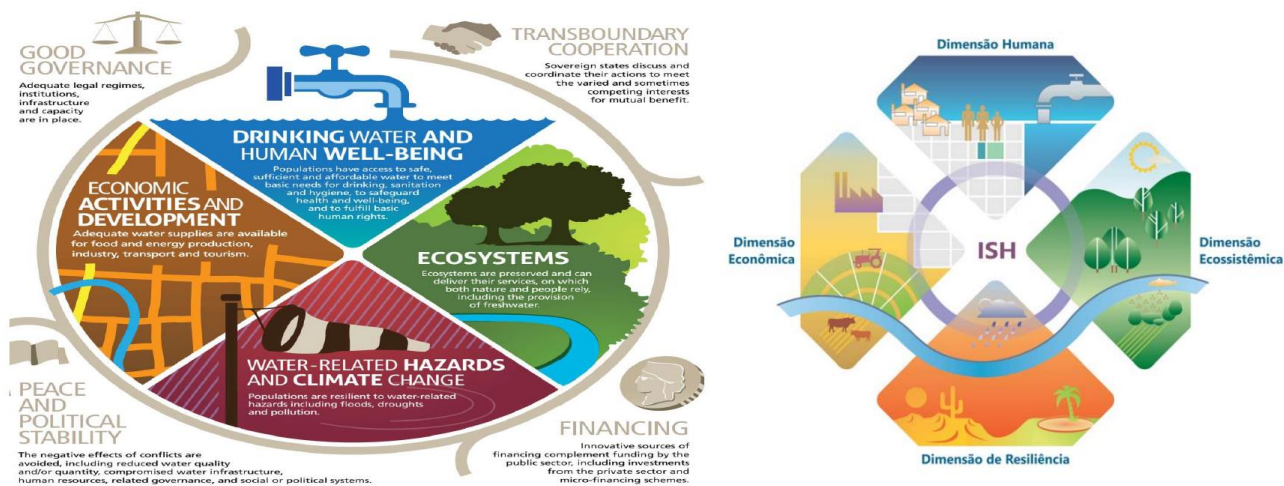 GOOD
GOVERNANCE
Adequate legal regimes,
institutions,
infrastructure
and capacity
are in place.
TRANSBOUNDARY
COOPERATION
Sovereign states discuss and
coordinate their actions to meet
the varied and sometimes
competing interests
for mutual benefit.
DRINKING WATER AND
HUMAN WELL-BEING
Populations have access to safe,
sufficient and affordable water to meet
basic needs for drinking, sanitation
and hygiene, to safeguard
health and well-being,
and to fulfill basic
human rights.
ECONOMIC
ACTIVITIES AND
DEVELOPMENT
Adequate water supplies are available
for food and energy production,
industry, transport and tourism.
ECOSYSTEMS
Ecosystems are preserved and can
deliver their services, on which
both nature and people rely,
including the provision
of freshwater.
WATER-RELATED HAZARDS
AND CLIMATE CHANGE
Populations are resilient to water-related
hazards including floods, droughts
and pollution.
PEACE
AND
POLITICAL
STABILITY
The negative effects of conflicts are
avoided, including reduced water quality
and/or quantity, compromised water infrastructure,
human resources, related governance, and social or political systems.
FINANCING
Innovative sources of
financing complement funding by the
public sector, including investments
from the private sector and
micro-financing schemes.
Dimensão Humana
Dimensão
Econômica
ISH
Dimensão
Ecossistêmica
Dimensão de Resiliência